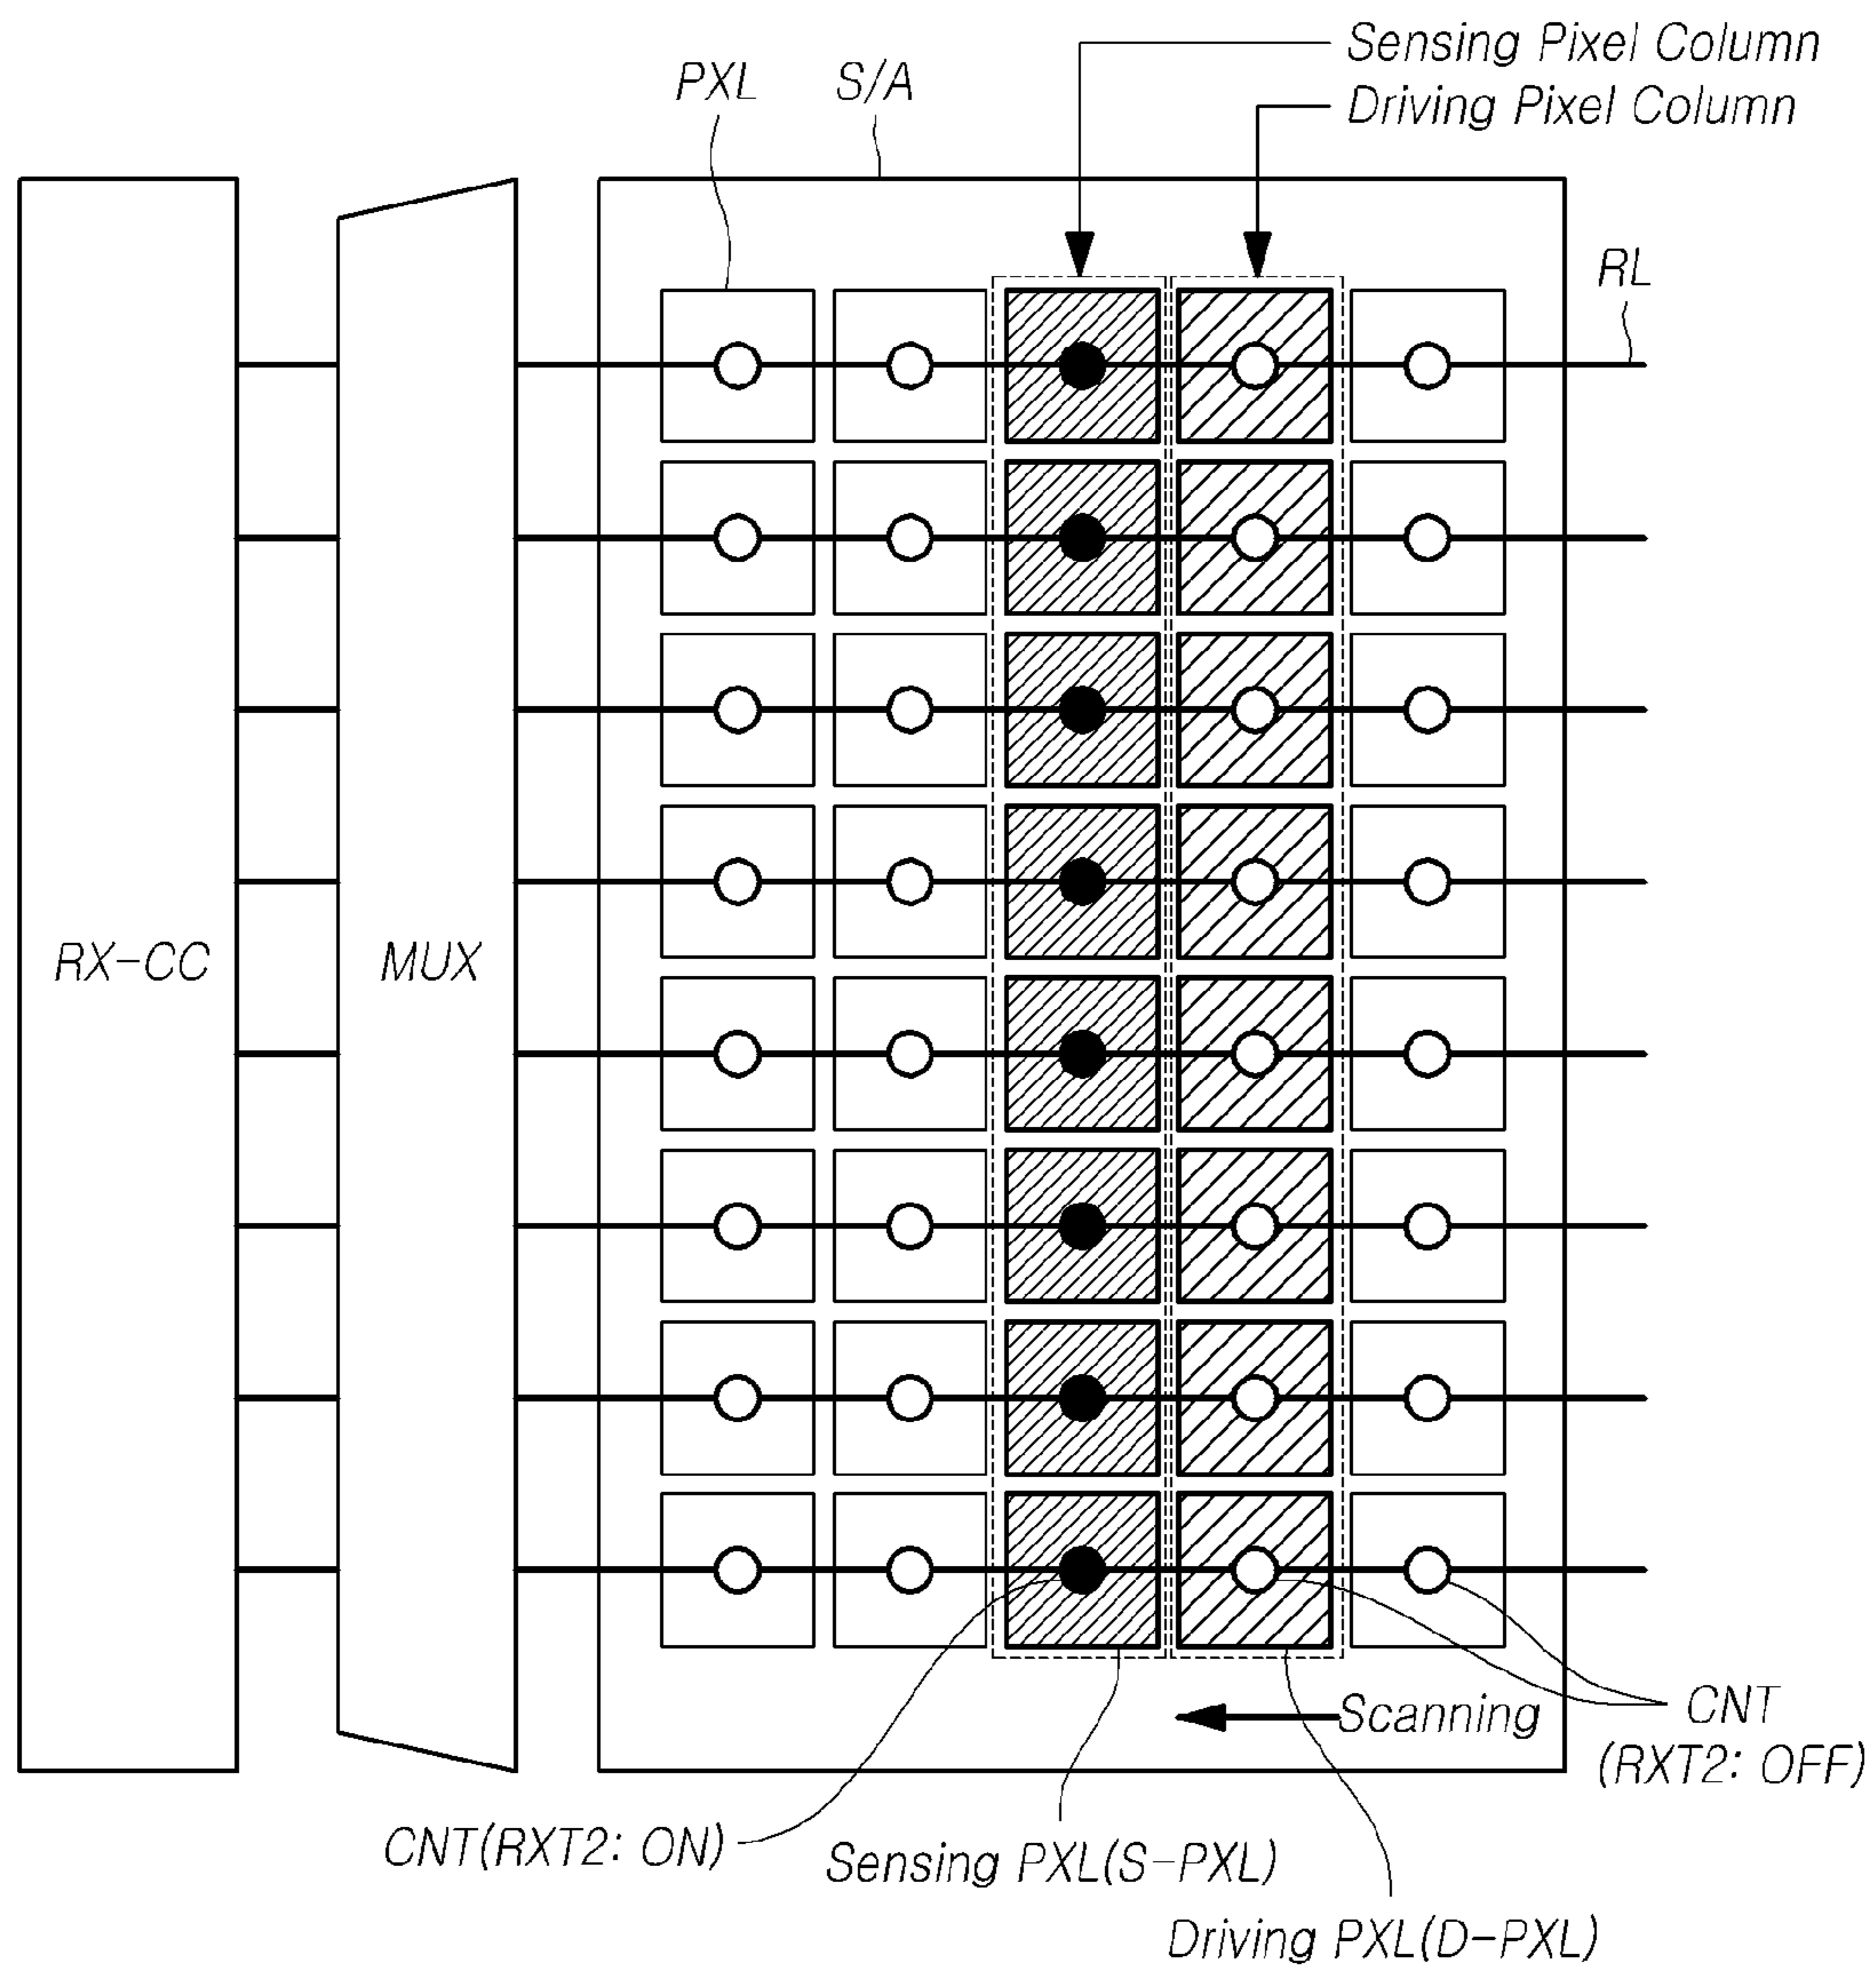 Sensing Pixel Column
Driving Pixel Column
PXL
S/A
RL
RX-CC
MUX
Scanning
CNT
(RXT2: OFF)
CNT(RXT2: ON)
Sensing PXL(S-PXL)
Driving PXL(D-PXL)